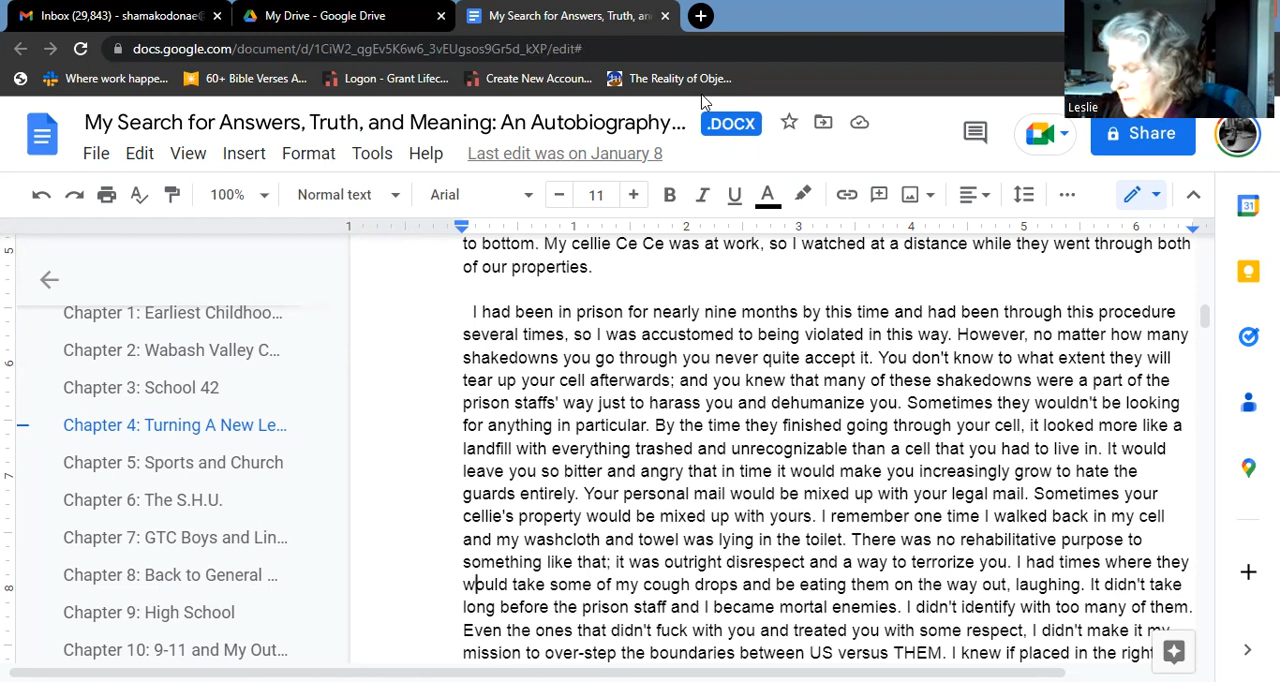 Inbox (29,843) - shamakodonae@
My Drive - Google Drive
My Search for Answers, Truth, an
docs.google.com/document/d/1CiW2_qgEv5K6w6_3vEUgsos9Gr5d_kXP/edit#
Where work happe...
60+ Bible Verses A...
Logon - Grant Lifec...
Create New Accoun...
The Reality of Obje...
Leslie
My Search for Answers, Truth, and Meaning: An Autobiography...
.DOCX
File Edit View Insert Format Tools Help Last edit was on January 8
Share
100% Normal text Arial 11 B I U A
1 1 2 3 4 5 6
5
6
7
8
31
Chapter 1: Earliest Childhoo...
Chapter 2: Wabash Valley C...
Chapter 3: School 42
Chapter 4: Turning A New Le...
Chapter 5: Sports and Church
Chapter 6: The S.H.U.
Chapter 7: GTC Boys and Lin...
Chapter 8: Back to General ...
Chapter 9: High School
Chapter 10: 9-11 and My Out...
to bottom. My cellie Ce Ce was at work, so I watched at a distance while they went through both
of our properties.
I had been in prison for nearly nine months by this time and had been through this procedure
several times, so I was accustomed to being violated in this way. However, no matter how many
shakedowns you go through you never quite accept it. You don't know to what extent they will
tear up your cell afterwards; and you knew that many of these shakedowns were a part of the
prison staffs' way just to harass you and dehumanize you. Sometimes they wouldn't be looking
for anything in particular. By the time they finished going through your cell, it looked more like a
landfill with everything trashed and unrecognizable than a cell that you had to live in. It would
leave you so bitter and angry that in time it would make you increasingly grow to hate the
guards entirely. Your personal mail would be mixed up with your legal mail. Sometimes your
cellie's property would be mixed up with yours. I remember one time I walked back in my cell
and my washcloth and towel was lying in the toilet. There was no rehabilitative purpose to
something like that; it was outright disrespect and a way to terrorize you. I had times where they
would take some of my cough drops and be eating them on the way out, laughing. It didn't take
long before the prison staff and I became mortal enemies. I didn't identify with too many of them.
Even the ones that didn't fuck with you and treated you with some respect, I didn't make it my
mission to over-step the boundaries between US versus THEM. I knew if placed in the right